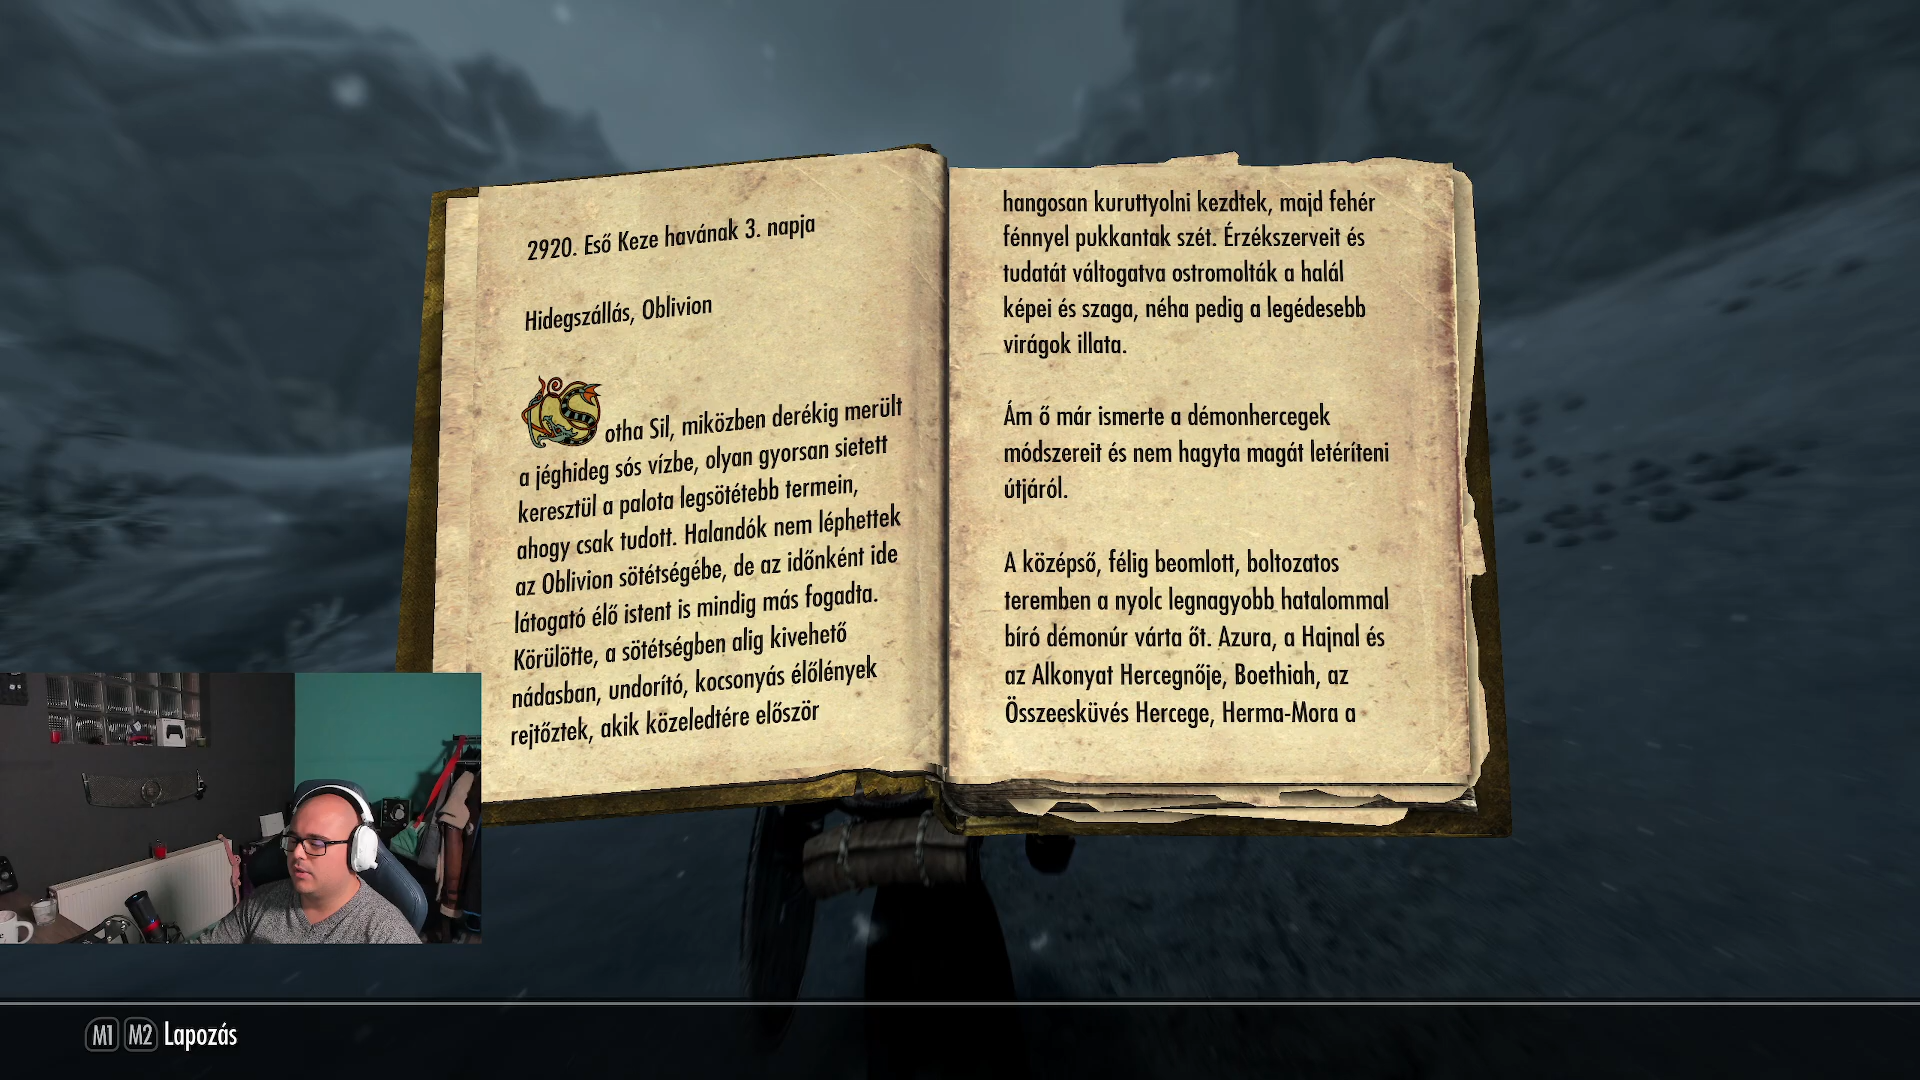 2920. Eső Keze havának 3. napja
Hidegszállás, Oblivion
Sotha Sil, miközben derékig merült
a jéghideg sós vízbe, olyan gyorsan sietett
keresztül a palota legsötétebb termein,
ahogy csak tudott. Halandók nem léphettek
az Oblivion sötétségébe, de az időnként ide
látogató élő istent is mindig más fogadta.
Körülötte, a sötétségben alig kivehető
nádasban, undorító, kocsonyás élőlények
rejtőztek, akik közeledtére először
hangosan kuruttyolni kezdtek, majd fehér
fénnyel pukkantak szét. Érzékszerveit és
tudatát váltogatva ostromolták a halál
képei és szaga, néha pedig a legédesebb
virágok illata.
Ám ő már ismerte a démonhercegek
módszereit és nem hagyta magát letéríteni
útjáról.
A középső, félig beomlott, boltozatos
teremben a nyolc legnagyobb hatalommal
bíró démonúr várta őt. Azura, a Hajnal és
az Alkonyat Hercegnője, Boethiah, az
Összeesküvés Hercege, Herma-Mora a
M1 M2 Lapozás